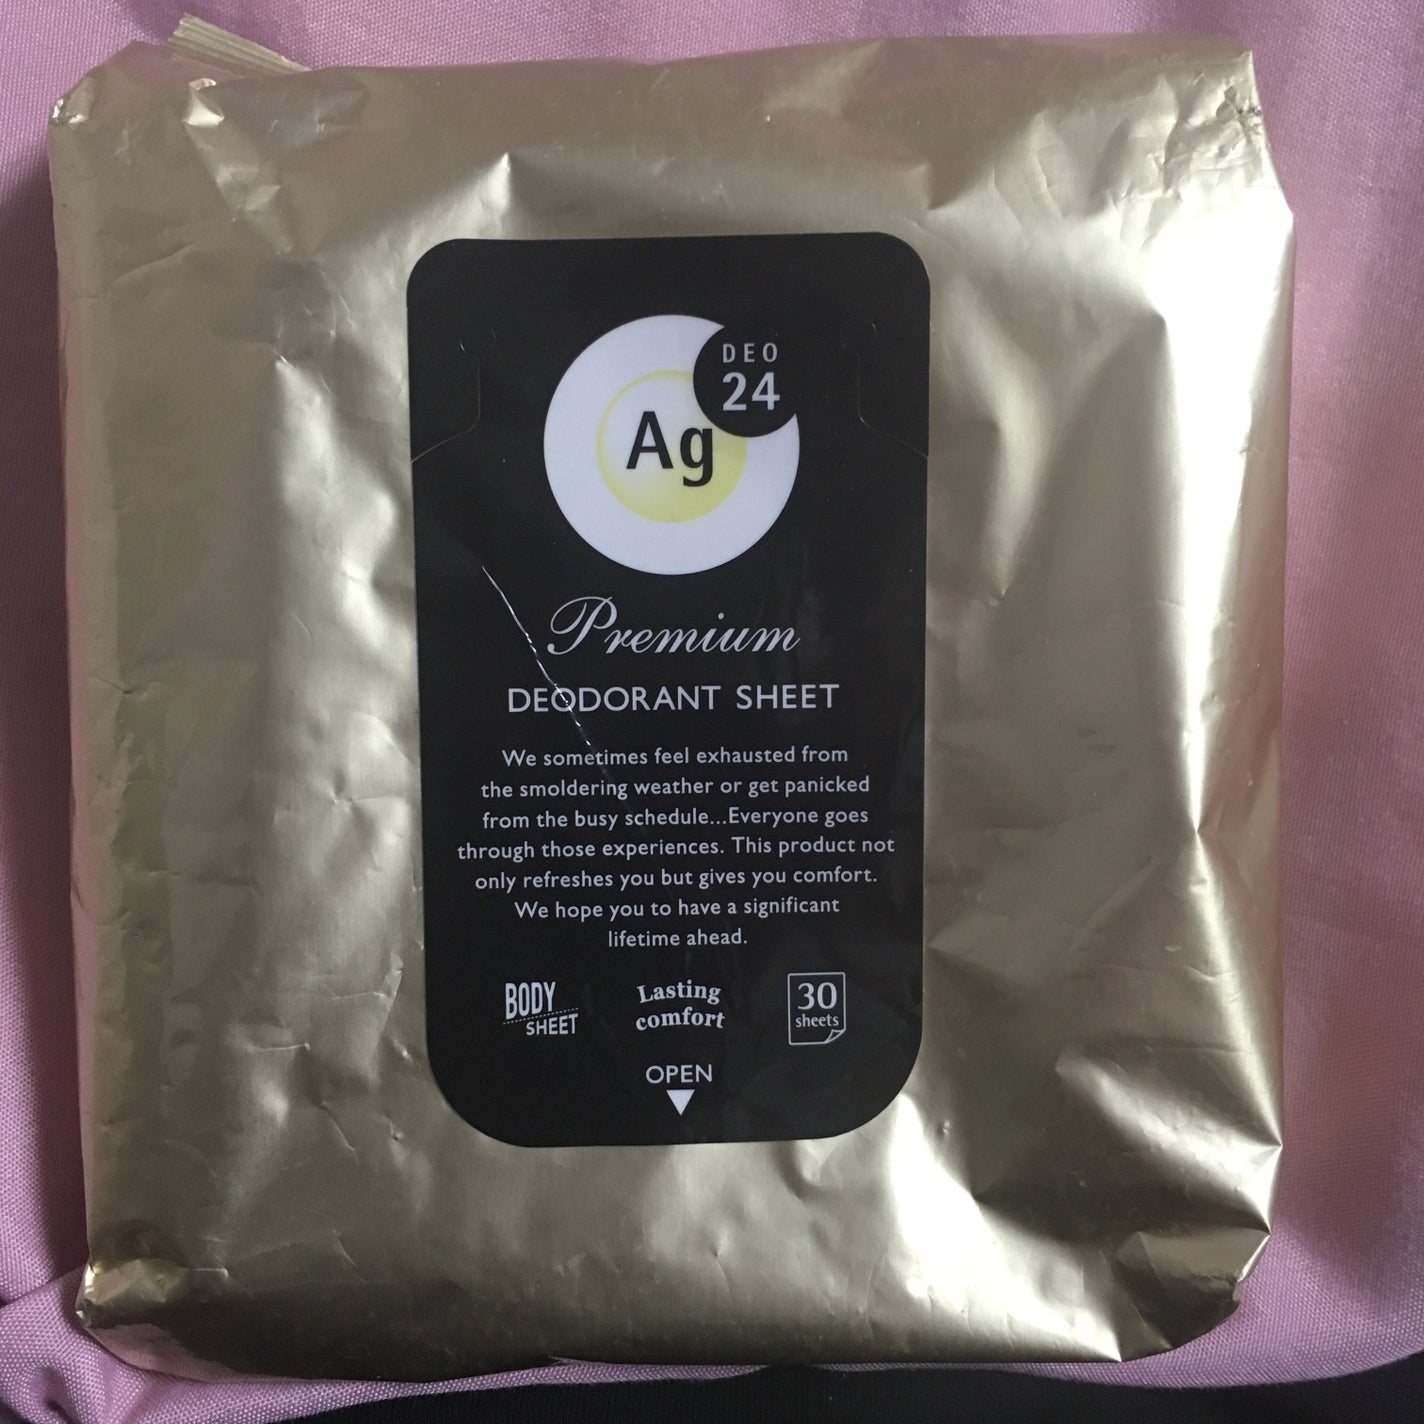 DEO
24
Ag
Premium
DEODORANT SHEET
We sometimes feel exhausted from
the smoldering weather or get panicked
from the busy schedule...Everyone goes
through those experiences. This product not
only refreshes you but gives you comfort.
We hope you to have a significant
lifetime ahead.
BODY
SHEET
Lasting
comfort
30
sheets
OPEN